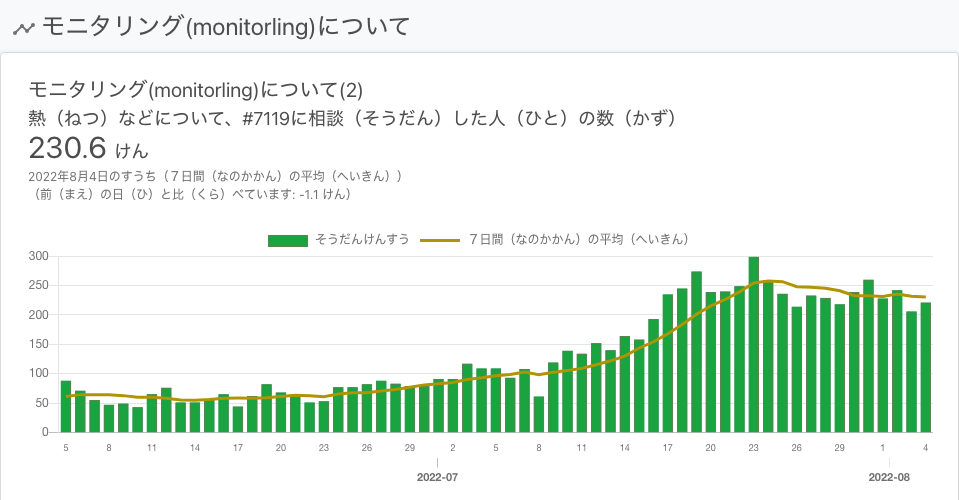 モニタリング(monitorling)について
モニタリング(monitorling)について(2)
熱（ねつ）などについて、#7119に相談（そうだん）した人（ひと）の数（かず）
230.6 けん
2022年8月4日のすうち（７日間（なのかかん）の平均（へいきん））
（前（まえ）の日（ひ）と比（くら）べています: -1.1 けん）
そうだんけんすう ７日間（なのかかん）の平均（へいきん）
300
250
200
150
100
50
0
5 8 11 14 17 20 23 26 29 2 5 8 11 14 17 20 23 26 29 1 4
2022-07 2022-08